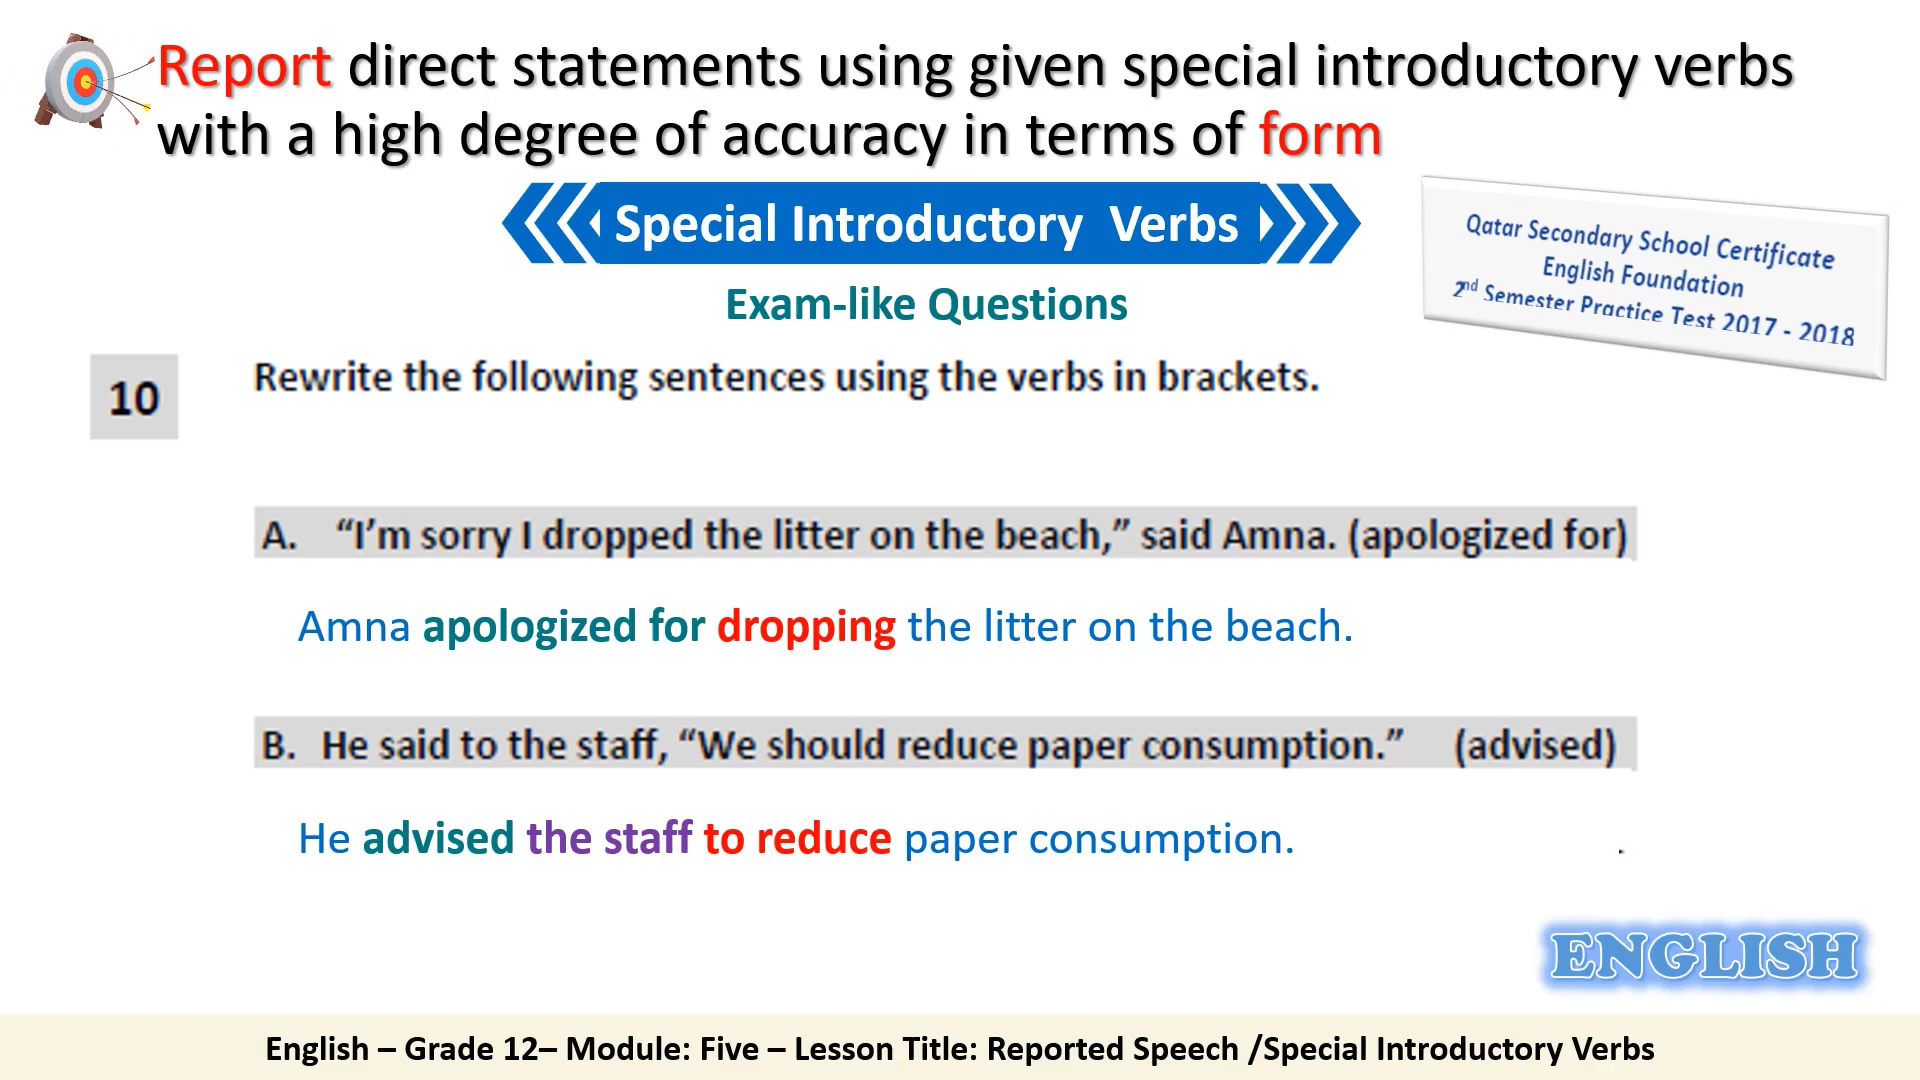 Report direct statements using given special introductory verbs
with a high degree of accuracy in terms of form
Special Introductory Verbs
Qatar Secondary School Certificate
English Foundation
2nd Semester Practice Test 2017 - 2018
Exam-like Questions
10
Rewrite the following sentences using the verbs in brackets.
A. “I’m sorry I dropped the litter on the beach,” said Amna. (apologized for)
Amna apologized for dropping the litter on the beach.
B. He said to the staff, “We should reduce paper consumption.” (advised)
He advised the staff to reduce paper consumption.
.
ENGLISH
English – Grade 12– Module: Five – Lesson Title: Reported Speech /Special Introductory Verbs